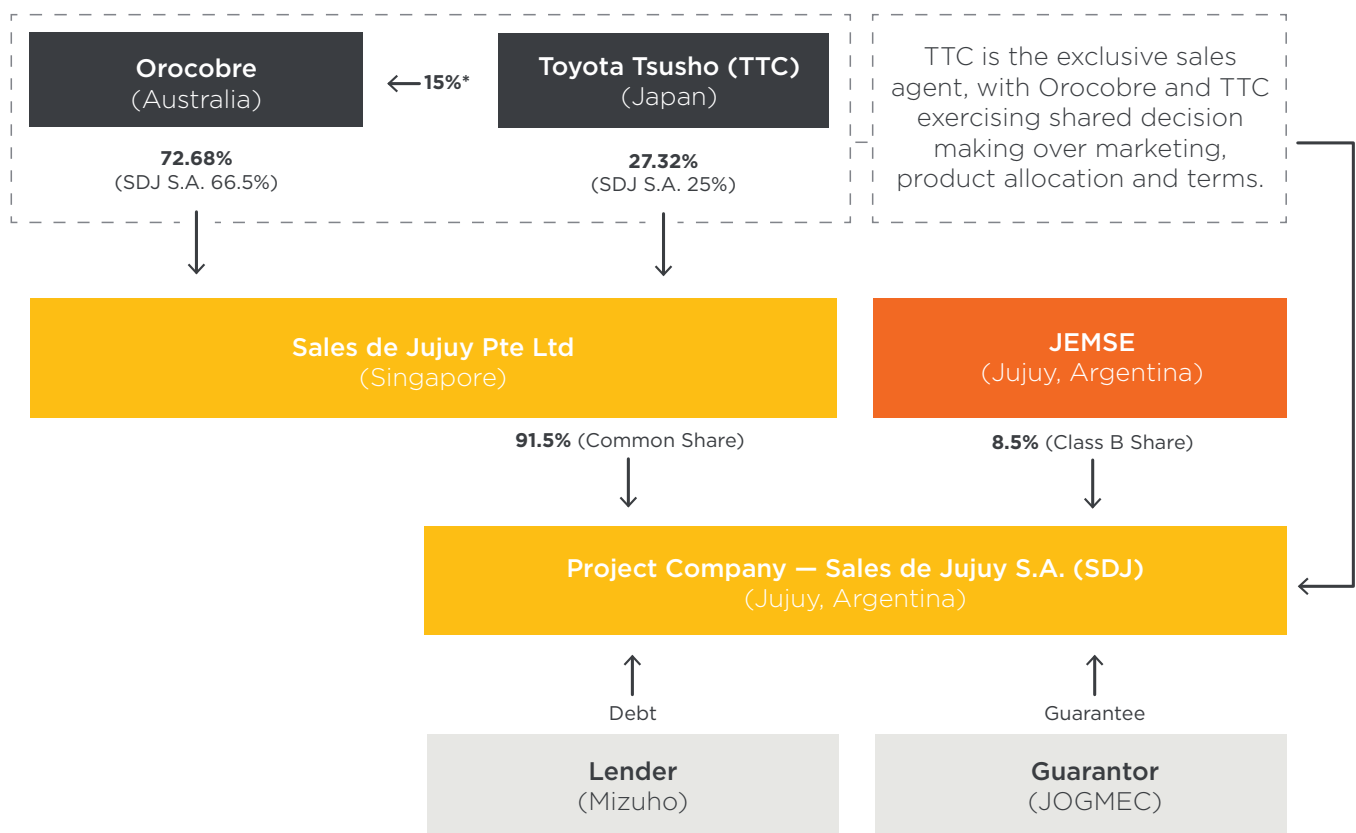 Orocobre
(Australia)
15%*
Toyota Tsusho (TTC)
(Japan)
TTC is the exclusive sales
agent, with Orocobre and TTC
exercising shared decision
making over marketing,
product allocation and terms.
72.68%
(SDJ S.A. 66.5%)
27.32%
(SDJ S.A. 25%)
Sales de Jujuy Pte Ltd
(Singapore)
JEMSE
(Jujuy, Argentina)
91.5% (Common Share)
8.5% (Class B Share)
Project Company — Sales de Jujuy S.A. (SDJ)
(Jujuy, Argentina)
Debt
Guarantee
Lender
(Mizuho)
Guarantor
(JOGMEC)